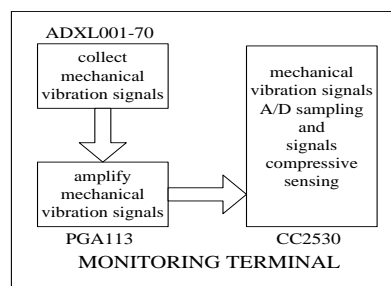 ADXL001-70
collect
mechanical
vibration signals
amplify
mechanical
vibration signals
PGA113
mechanical
vibration signals
A/D sampling
and
signals
compressive
sensing
CC2530
MONITORING TERMINAL